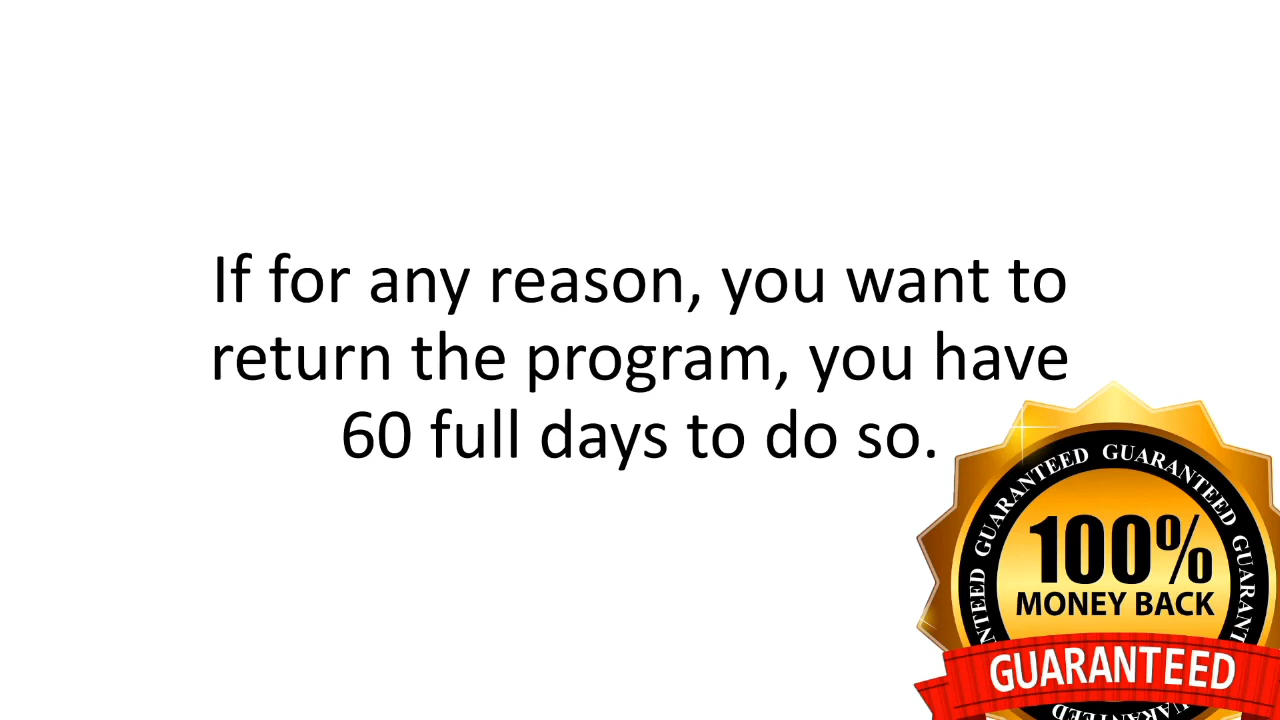 If for any reason, you want to
return the program, you have
60 full days to do so.
GUARANTEED GUARANTEED GUARANTEED GUARAN
100%
MONEY BACK
GUARANTEED